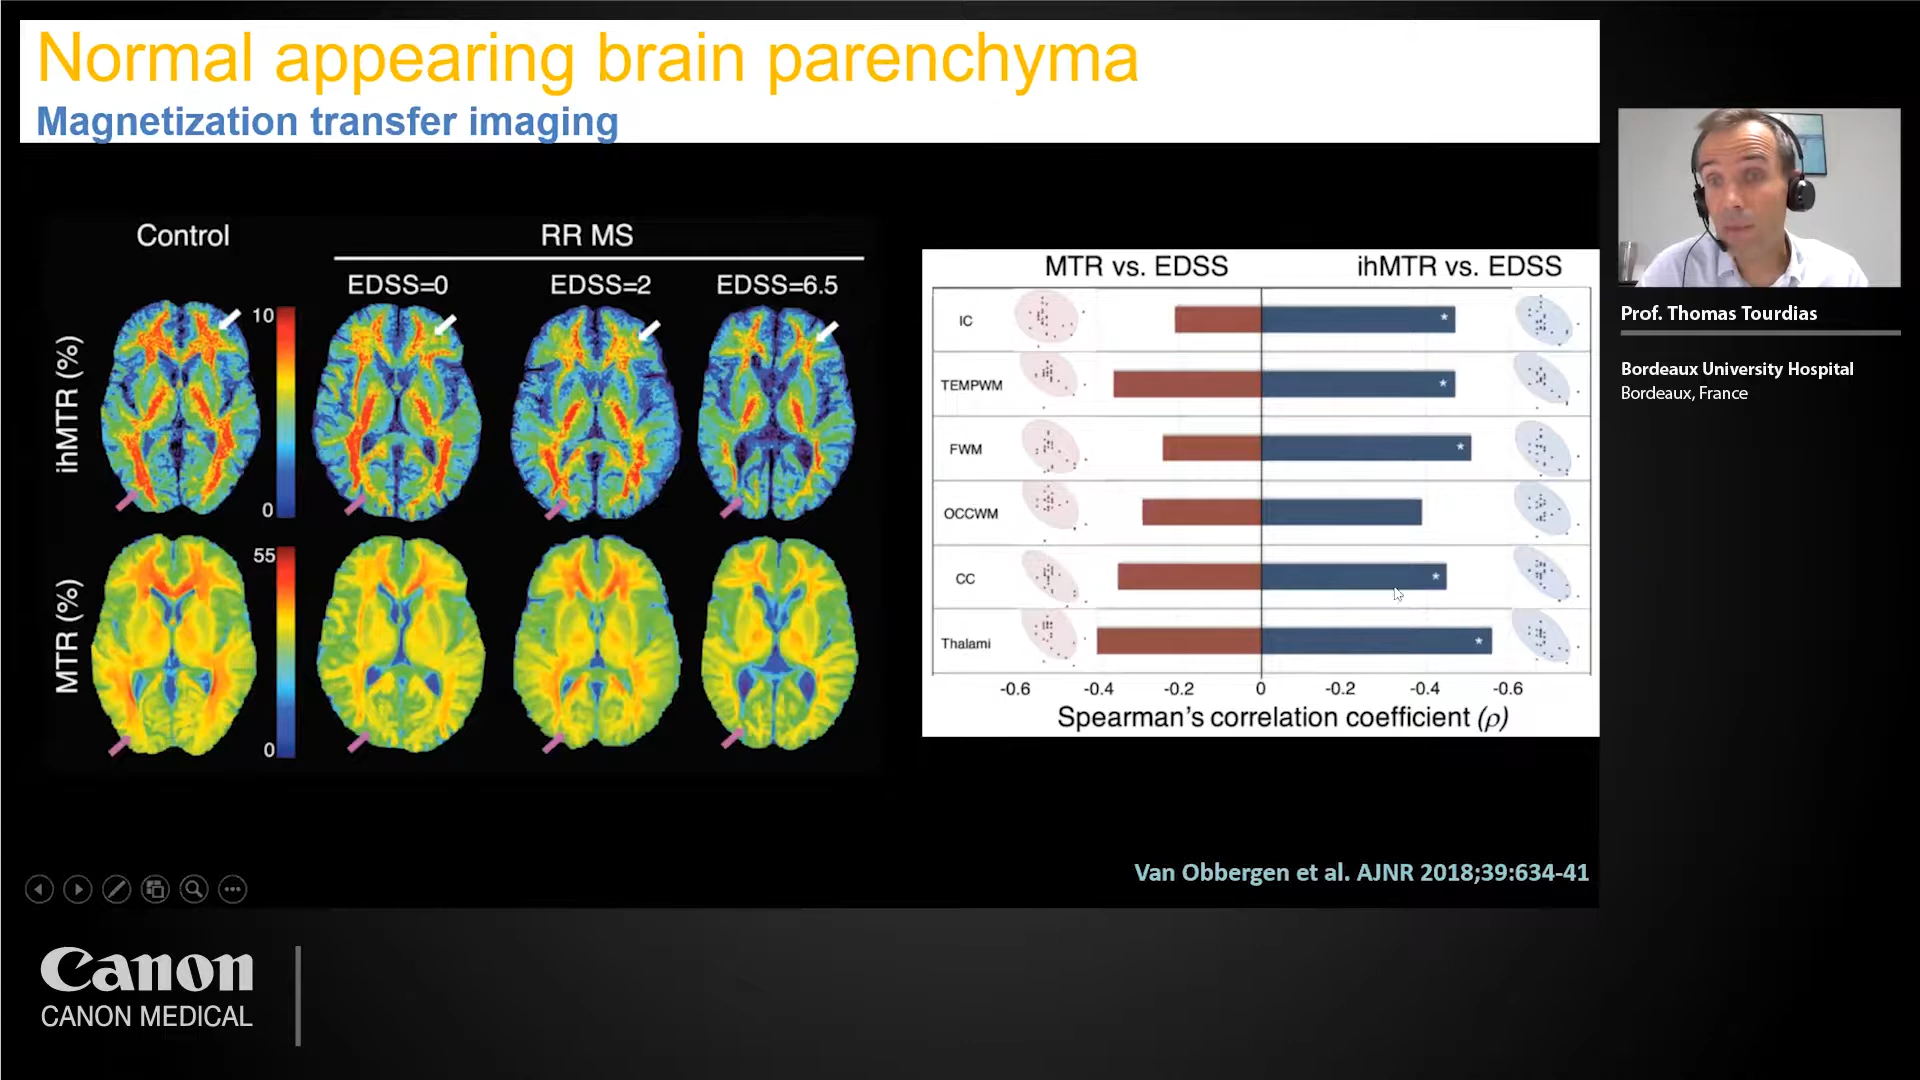 Normal appearing brain parenchyma
Magnetization transfer imaging
Control
RR MS
EDSS=0
EDSS=2
EDSS=6.5
ihMTR (%)
10
0
MTR (%)
55
0
MTR vs. EDSS
ihMTR vs. EDSS
IC
*
TEMPWM
*
FWM
*
OCCWM
CC
*
Thalami
*
-0.6 -0.4 -0.2 0 -0.2 -0.4 -0.6
Spearman's correlation coefficient (ρ)
Van Obbergen et al. AJNR 2018;39:634-41
Prof. Thomas Tourdias
Bordeaux University Hospital
Bordeaux, France
Canon
CANON MEDICAL